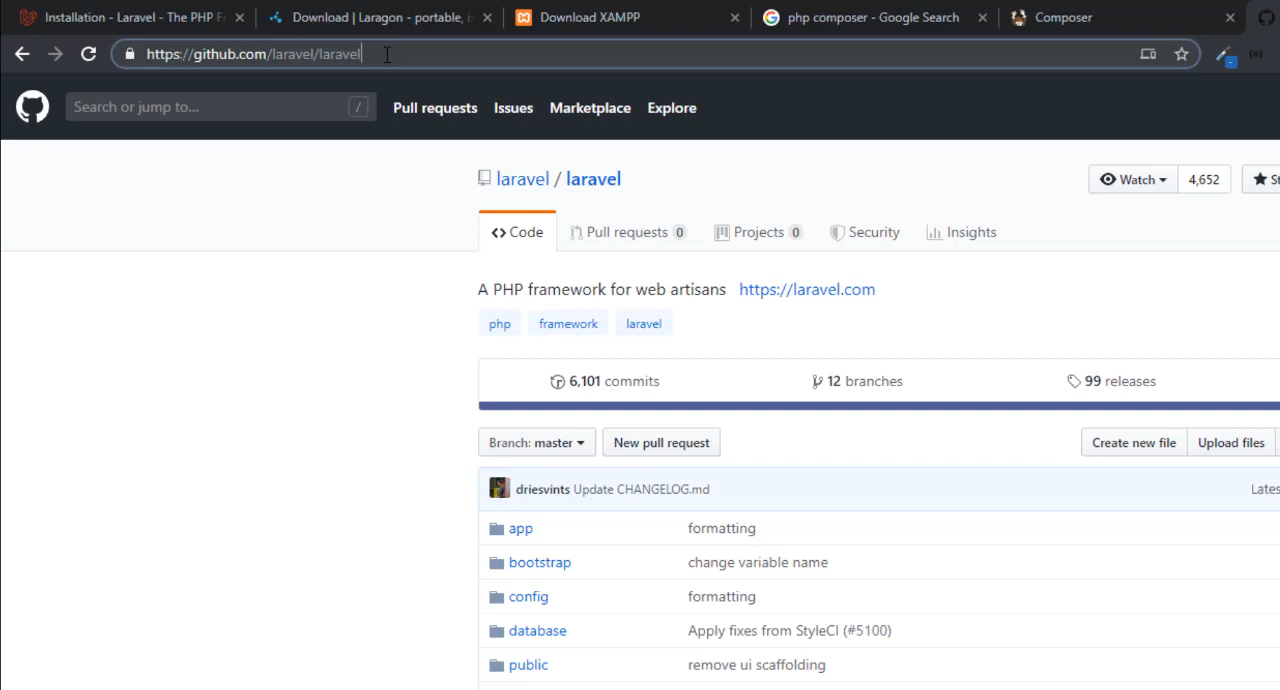 Installation - Laravel - The PHP F
Download | Laragon - portable, i
Download XAMPP
php composer - Google Search
Composer
https://github.com/laravel/laravel
Search or jump to...
/
Pull requests
Issues
Marketplace
Explore
laravel / laravel
Watch
4,652
St
Code
Pull requests 0
Projects 0
Security
Insights
A PHP framework for web artisans https://laravel.com
php
framework
laravel
6,101 commits
12 branches
99 releases
Branch: master
New pull request
Create new file
Upload files
driesvints Update CHANGELOG.md
Lates
app
formatting
bootstrap
change variable name
config
formatting
database
Apply fixes from StyleCI (#5100)
public
remove ui scaffolding